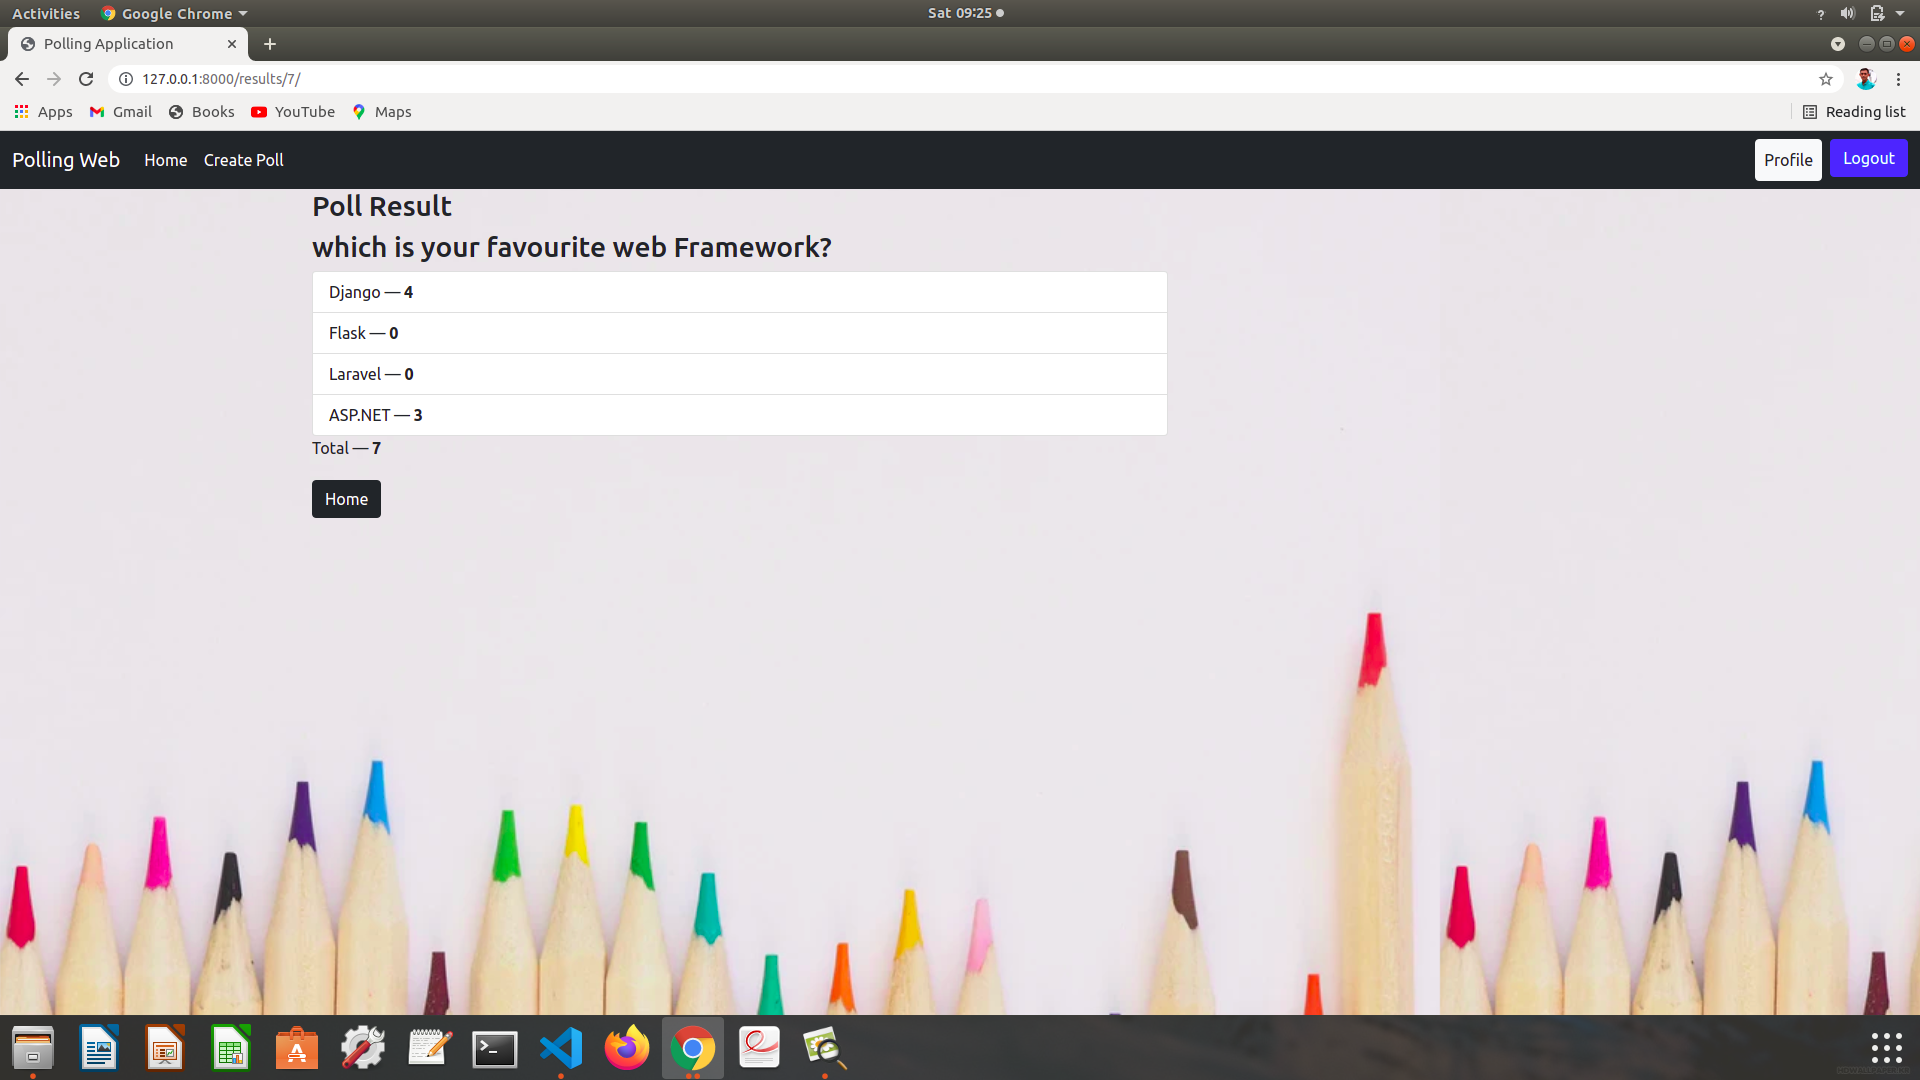 Activities Google Chrome Sat 09:25 ?
Polling Application
127.0.0.1:8000/results/7/
Apps Gmail Books YouTube Maps Reading list
Polling Web Home Create Poll Profile Logout
Poll Result
which is your favourite web Framework?
Django — 4
Flask — 0
Laravel — 0
ASP.NET — 3
Total — 7
Home